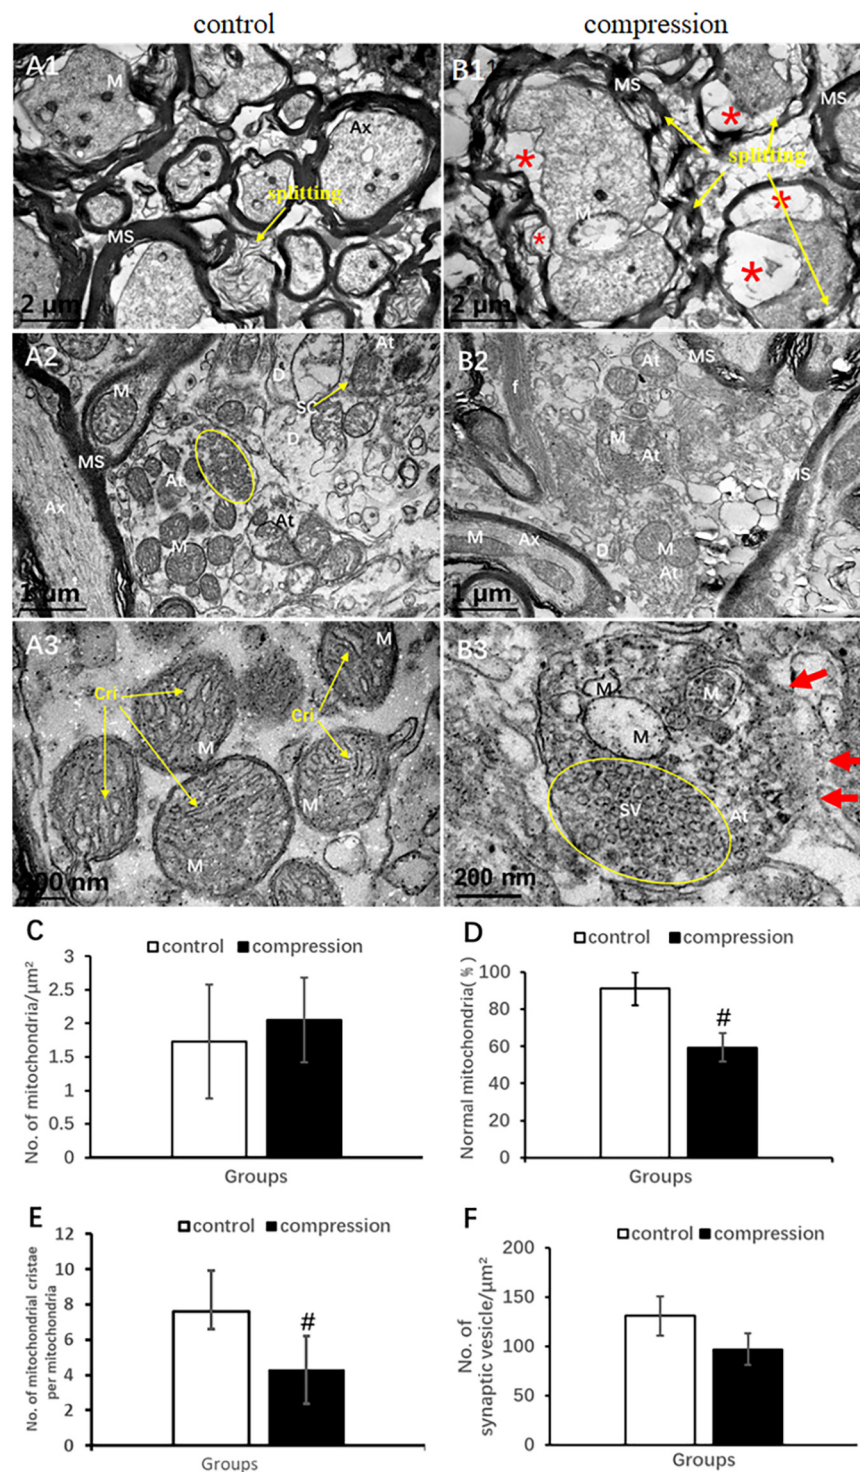 control compression
A1 M Ax splitting MS 2 μm
B1 MS MS * * splitting * M * * 2 μm
A2 At D M SC D At MS Ax At M 1 μm
B2 At MS f M At MS M Ax D M At 1 μm
A3 M Cri Cri M M M 200 nm
B3 M M M SV At 200 nm
C
□control ■compression
No. of mitochondria/μm²
3
2.5
2
1.5
1
0.5
0
Groups
D
□control ■compression
Normal mitochondria(%)
100
80
60
40
20
0
#
Groups
E
□control ■compression
No. of mitochondrial cristae
per mitochondria
12
10
8
6
4
2
0
#
Groups
F
□control ■compression
No. of
synaptic vesicle/μm²
200
150
100
50
0
Groups